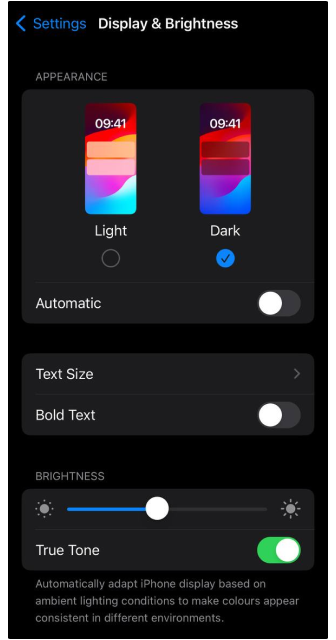 Settings Display & Brightness
APPEARANCE
09:41 09:41
Light Dark
Automatic
Text Size
Bold Text
BRIGHTNESS
True Tone
Automatically adapt iPhone display based on
ambient lighting conditions to make colours appear
consistent in different environments.